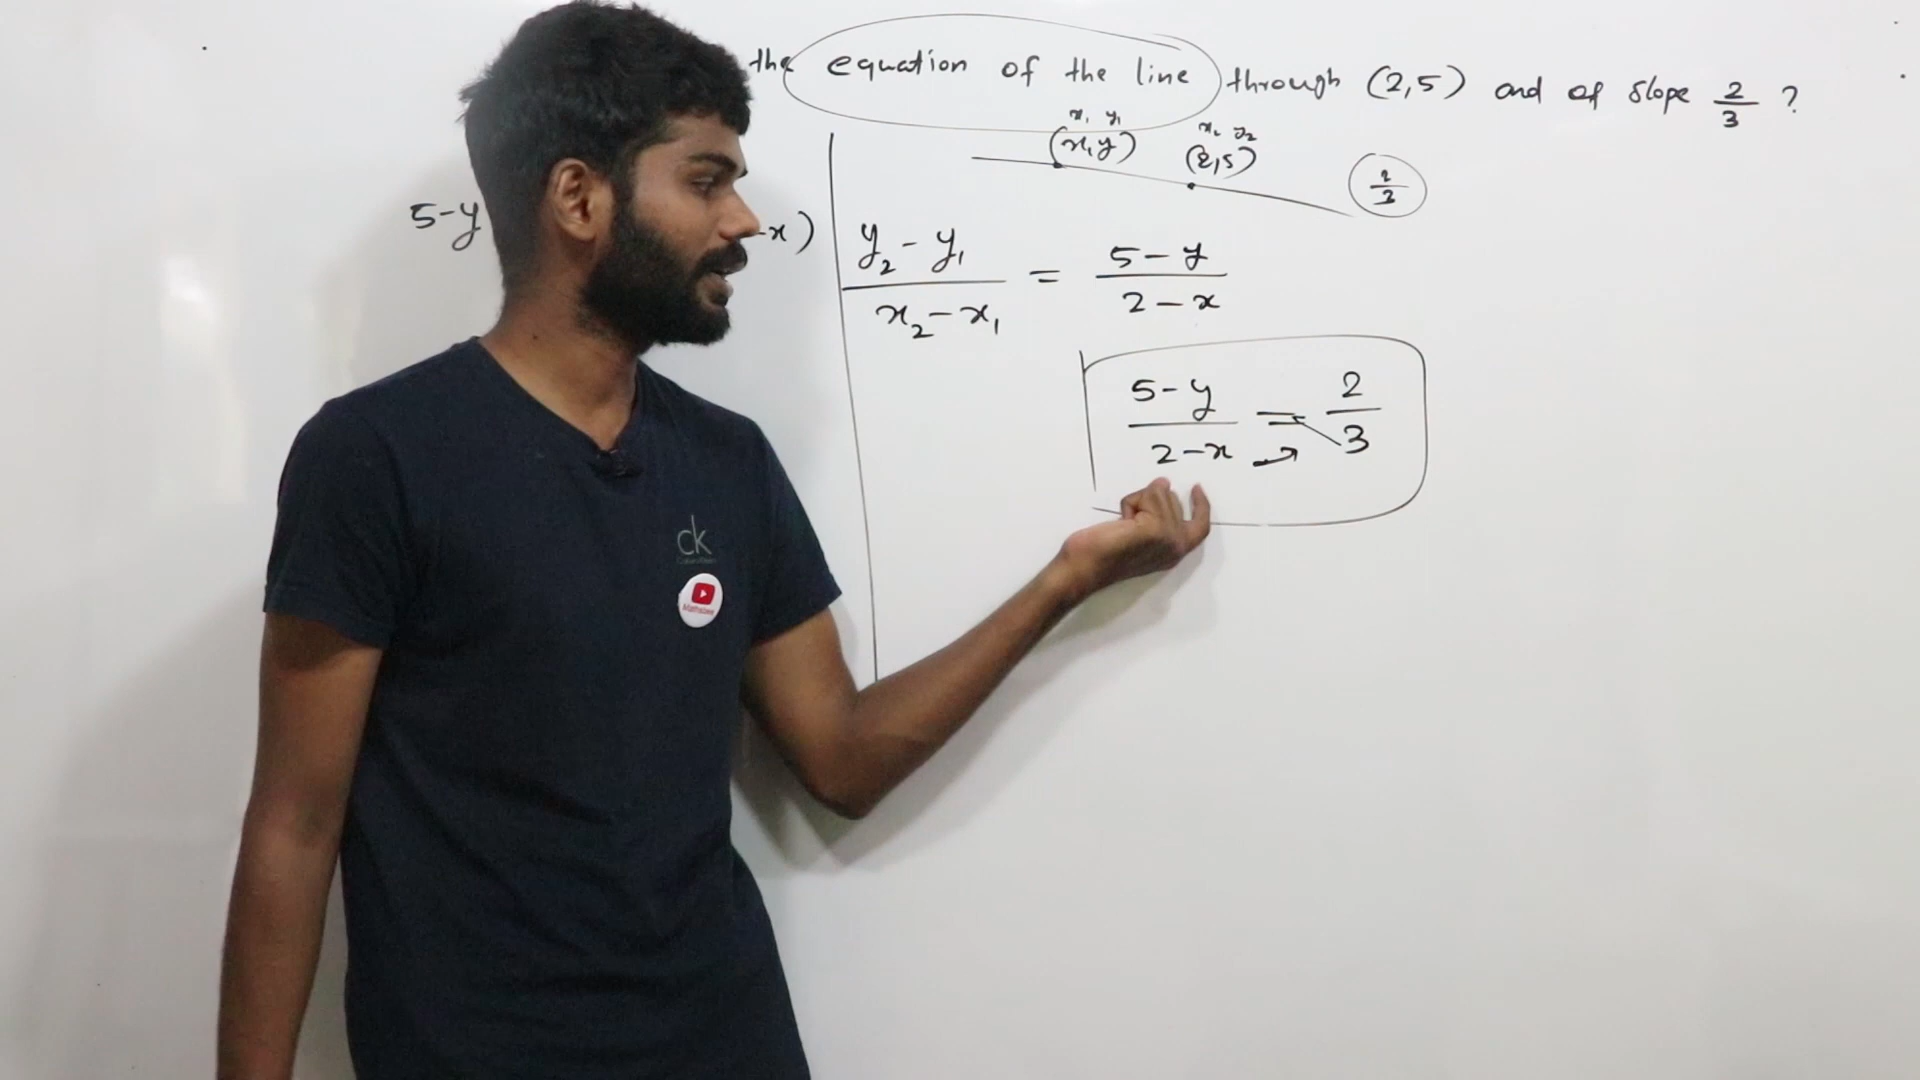 the equation of the line through (2,5) and of slope 2/3 ?
x₁ y₁
(x,y)
x₂ y₂
(2,5)
2/3
5-y
-x)
y₂-y₁ / x₂-x₁ = 5-y / 2-x
5-y / 2-x = 2/3
ck
Mathsbee